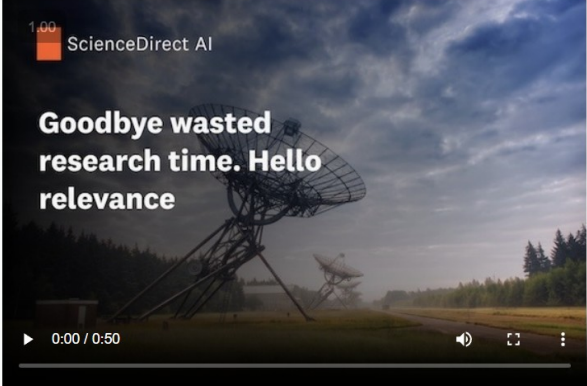 1.00
ScienceDirect AI
Goodbye wasted
research time. Hello
relevance
0:00 / 0:50